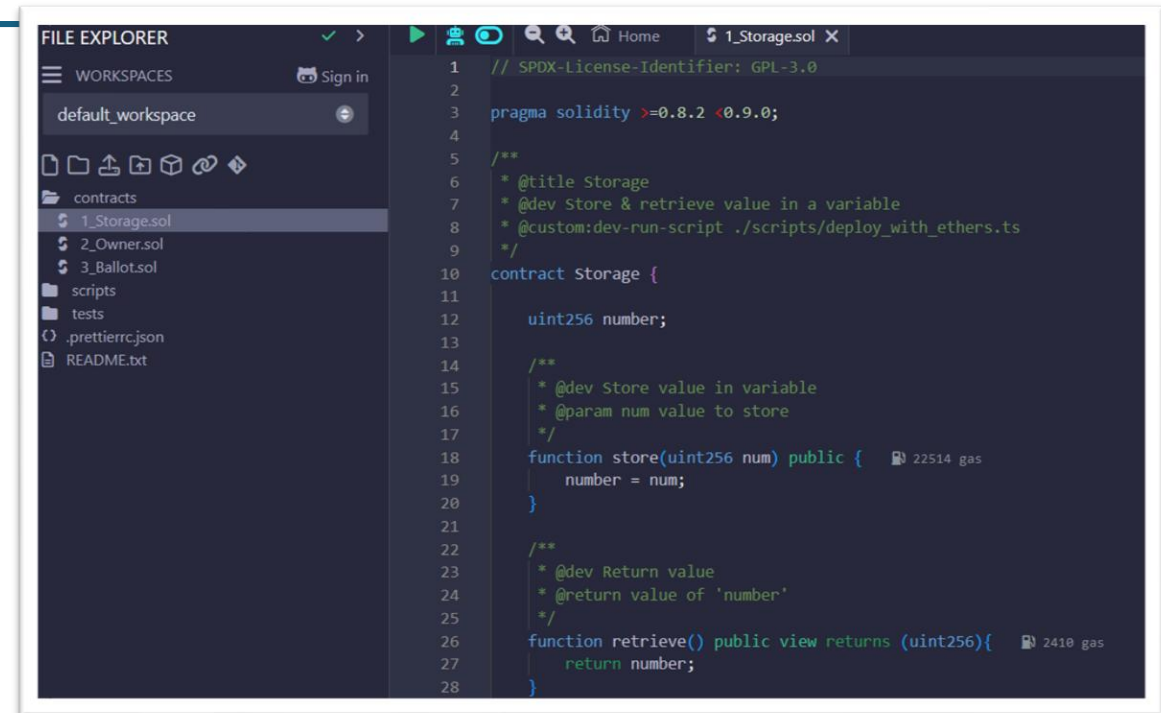 FILE EXPLORER
WORKSPACES
Sign in
default_workspace
contracts
1_Storage.sol
2_Owner.sol
3_Ballot.sol
scripts
tests
.prettierrc.json
README.txt
Home
1_Storage.sol
1 // SPDX-License-Identifier: GPL-3.0
2
3 pragma solidity >=0.8.2 <0.9.0;
4
5 /**
6 * @title Storage
7 * @dev Store & retrieve value in a variable
8 * @custom:dev-run-script ./scripts/deploy_with_ethers.ts
9 */
10 contract Storage {
11
12 uint256 number;
13
14 /**
15 * @dev Store value in variable
16 * @param num value to store
17 */
18 function store(uint256 num) public { 22514 gas
19 number = num;
20 }
21
22 /**
23 * @dev Return value
24 * @return value of 'number'
25 */
26 function retrieve() public view returns (uint256){ 2410 gas
27 return number;
28 }